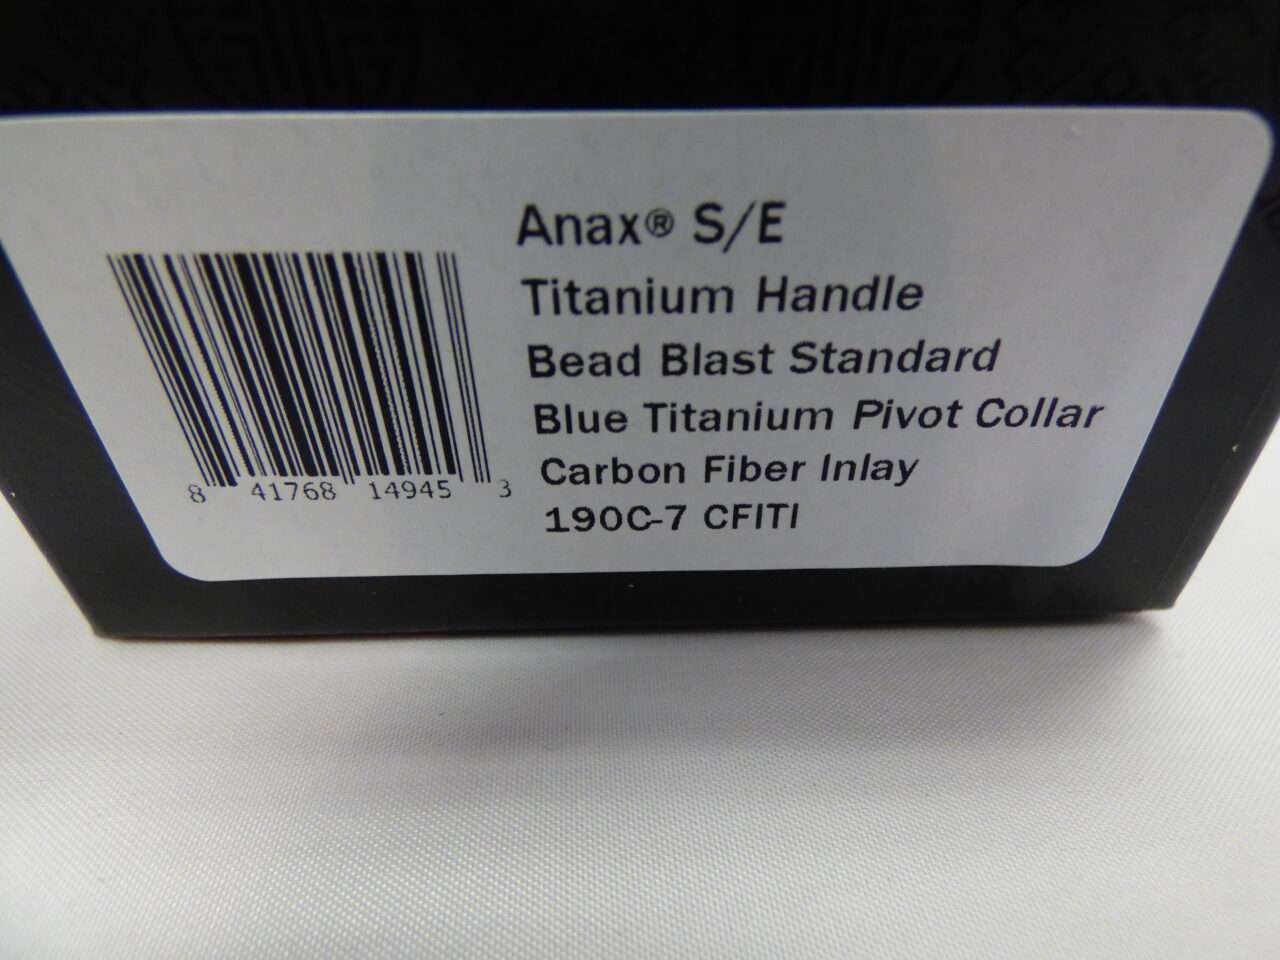 Anax® S/E
Titanium Handle
Bead Blast Standard
Blue Titanium Pivot Collar
Carbon Fiber Inlay
190C-7 CFITI
8 41768 14945 3